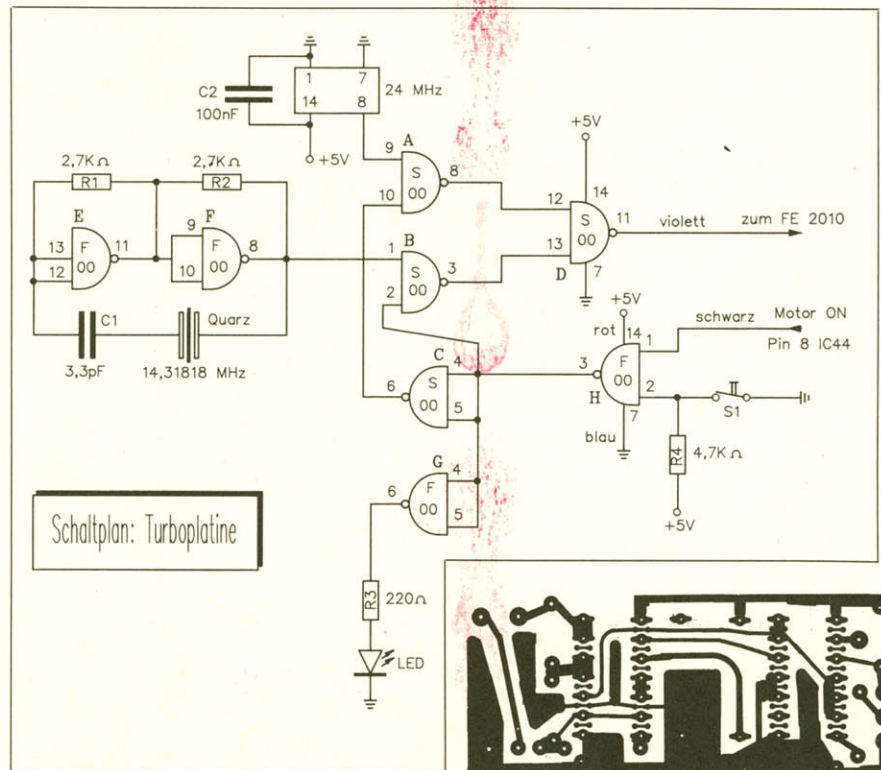 C2
100nF
1 7
14 8
24 MHz
+5V
2,7KΩ
R1
2,7KΩ
R2
E
13
12
F
00
11
F
9
10
F
00
8
C1
3,3pF
Quarz
14,31818 MHz
A
9
10
S
00
8
B
1
2
S
00
3
+5V
12
13
S
00
14
11
7
D
violett
zum FE 2010
C
4
5
S
00
6
+5V
rot
14
schwarz
Motor ON
Pin 8 IC44
3
F
00
1
2
7
H
blau
S1
R4
4,7KΩ
+5V
G
4
5
F
00
6
R3
220Ω
LED
Schaltplan: Turboplatine